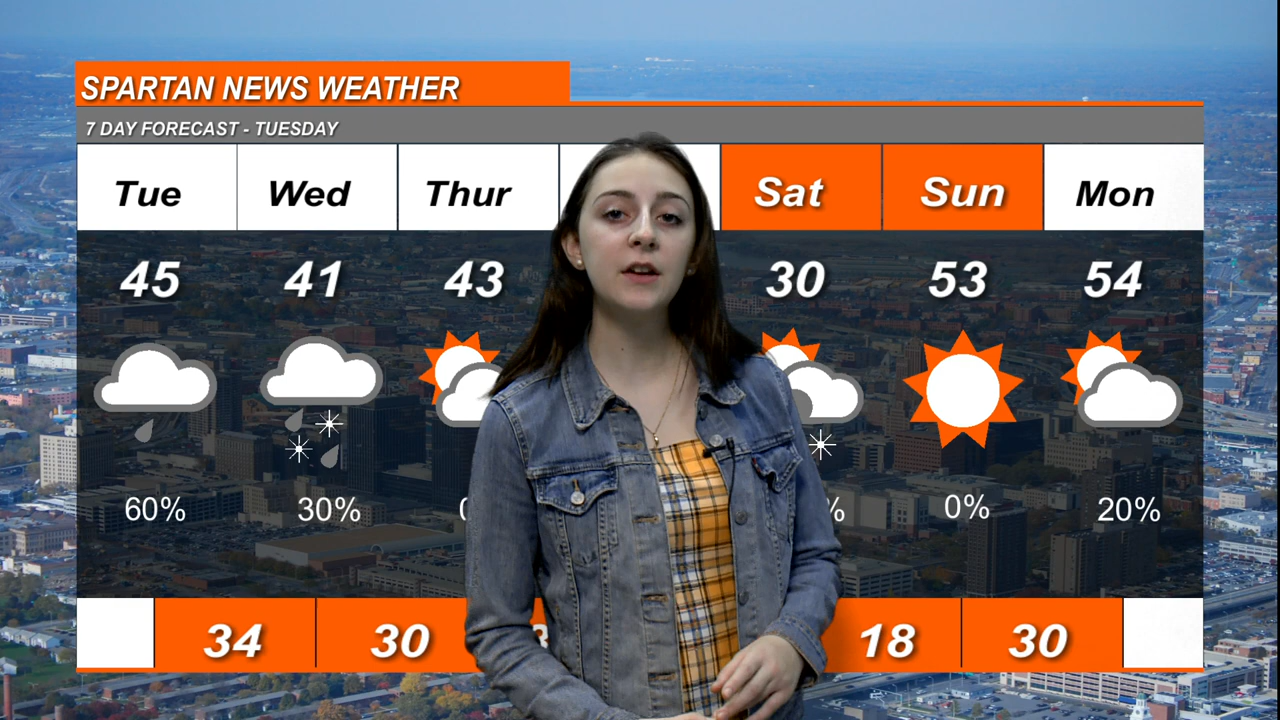 SPARTAN NEWS WEATHER
7 DAY FORECAST - TUESDAY
Tue Wed Thur Sat Sun Mon
45 41 43 30 53 54
60% 30% 0% 20%
34 30 18 30